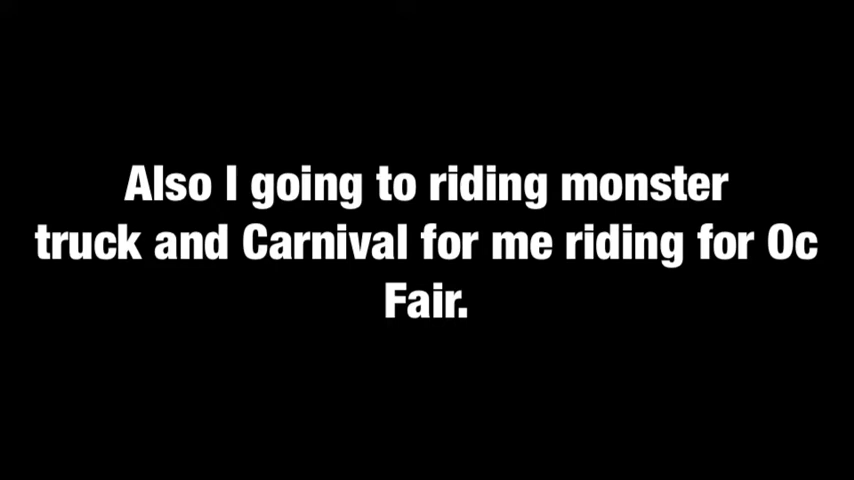 Also I going to riding monster
truck and Carnival for me riding for Oc
Fair.